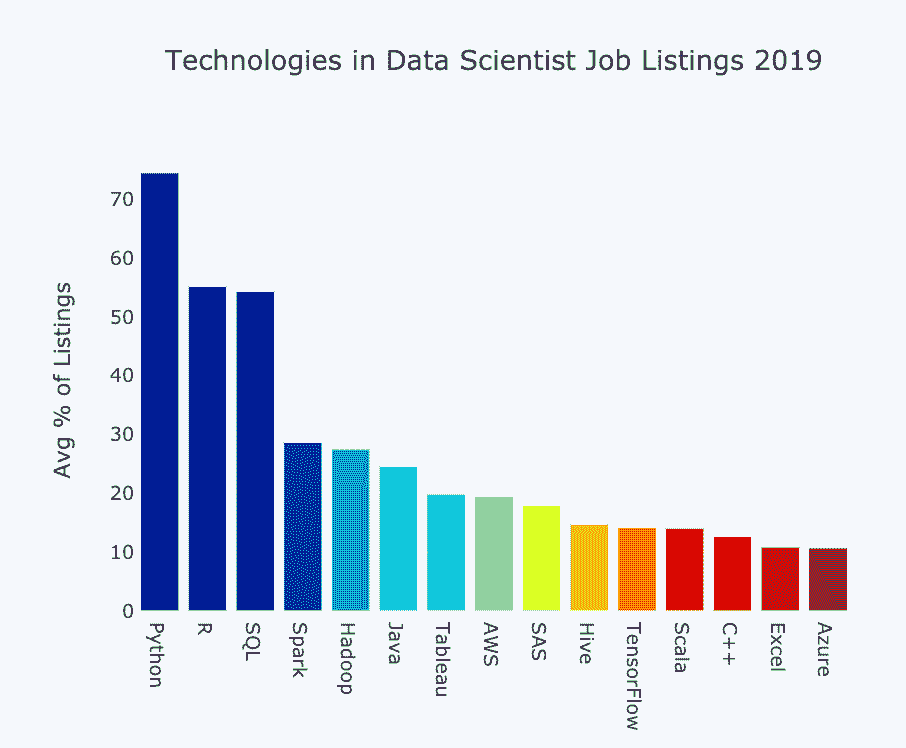 Technologies in Data Scientist Job Listings 2019
Avg % of Listings
70
60
50
40
30
20
10
0
Python
R
SQL
Spark
Hadoop
Java
Tableau
AWS
SAS
Hive
TensorFlow
Scala
C++
Excel
Azure